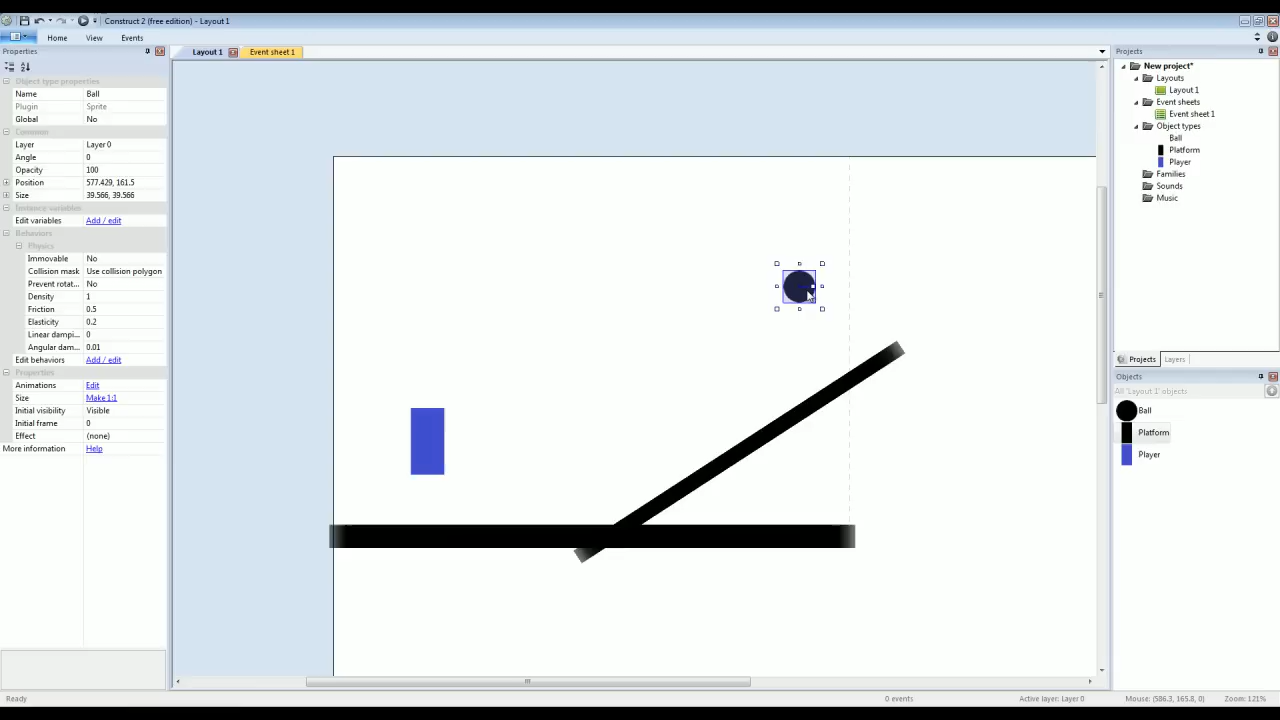 Construct 2 (free edition) - Layout 1
Home View Events
Properties
Layout 1 Event sheet 1
Projects
Object type properties
Name Ball
Plugin Sprite
Global No
Common
Layer Layer 0
Angle 0
Opacity 100
Position 577.429, 161.5
Size 39.566, 39.566
Instance variables
Edit variables Add / edit
Behaviors
Physics
Immovable No
Collision mask Use collision polygon
Prevent rotat... No
Density 1
Friction 0.5
Elasticity 0.2
Linear dampi... 0
Angular dam... 0.01
Edit behaviors Add / edit
Properties
Animations Edit
Size Make 1:1
Initial visibility Visible
Initial frame 0
Effect (none)
More information Help
New project*
Layouts
Layout 1
Event sheets
Event sheet 1
Object types
Ball
Platform
Player
Families
Sounds
Music
Projects Layers
Objects
All 'Layout 1' objects
Ball
Platform
Player
Ready
0 events
Active layer: Layer 0
Mouse: (586.3, 165.8, 0)
Zoom: 121%